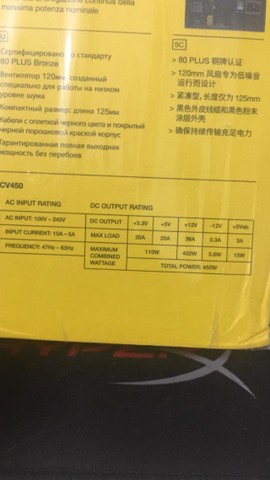 continua della
massima potenza nominale
RU
Сертифицировано по стандарту
80 PLUS Bronze
Вентилятор 120мм, созданный
специально для работы на низком
уровне шума
Компактный размер: длина 125мм
Кабели с оплеткой черного цвета и покрытый
черной порошковой краской корпус
Гарантированная полная выходная
мощность без перебоев
SC
> 80 PLUS 铜牌认证
> 120mm 风扇专为低噪音
运行而设计
> 紧凑型, 长度仅为 125mm
> 黑色外皮线缆和黑色粉末
涂层外壳
> 确保持续传输充足电力
CV450
AC INPUT RATING
AC INPUT: 100V - 240V
INPUT CURRENT: 10A - 5A
FREQUENCY: 47Hz - 63Hz
DC OUTPUT RATING
DC OUTPUT +3.3V +5V +12V -12V +5Vsb
MAX LOAD 20A 20A 36A 0.3A 3A
MAXIMUM COMBINED WATTAGE 110W 432W 3.6W 15W
TOTAL POWER: 450W